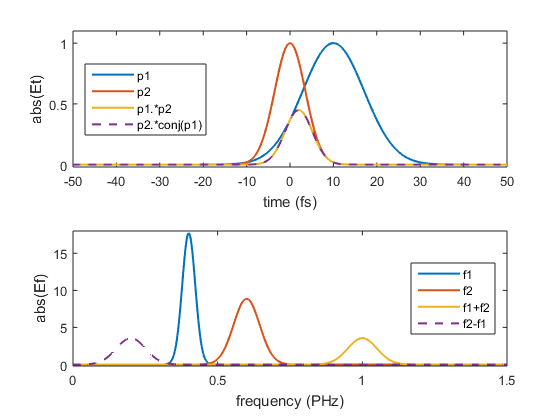 1
0.5
0
abs(Et)
p1
p2
p1.*p2
p2.*conj(p1)
-50 -40 -30 -20 -10 0 10 20 30 40 50
time (fs)
15
10
5
0
abs(Ef)
f1
f2
f1+f2
f2-f1
0 0.5 1 1.5
frequency (PHz)